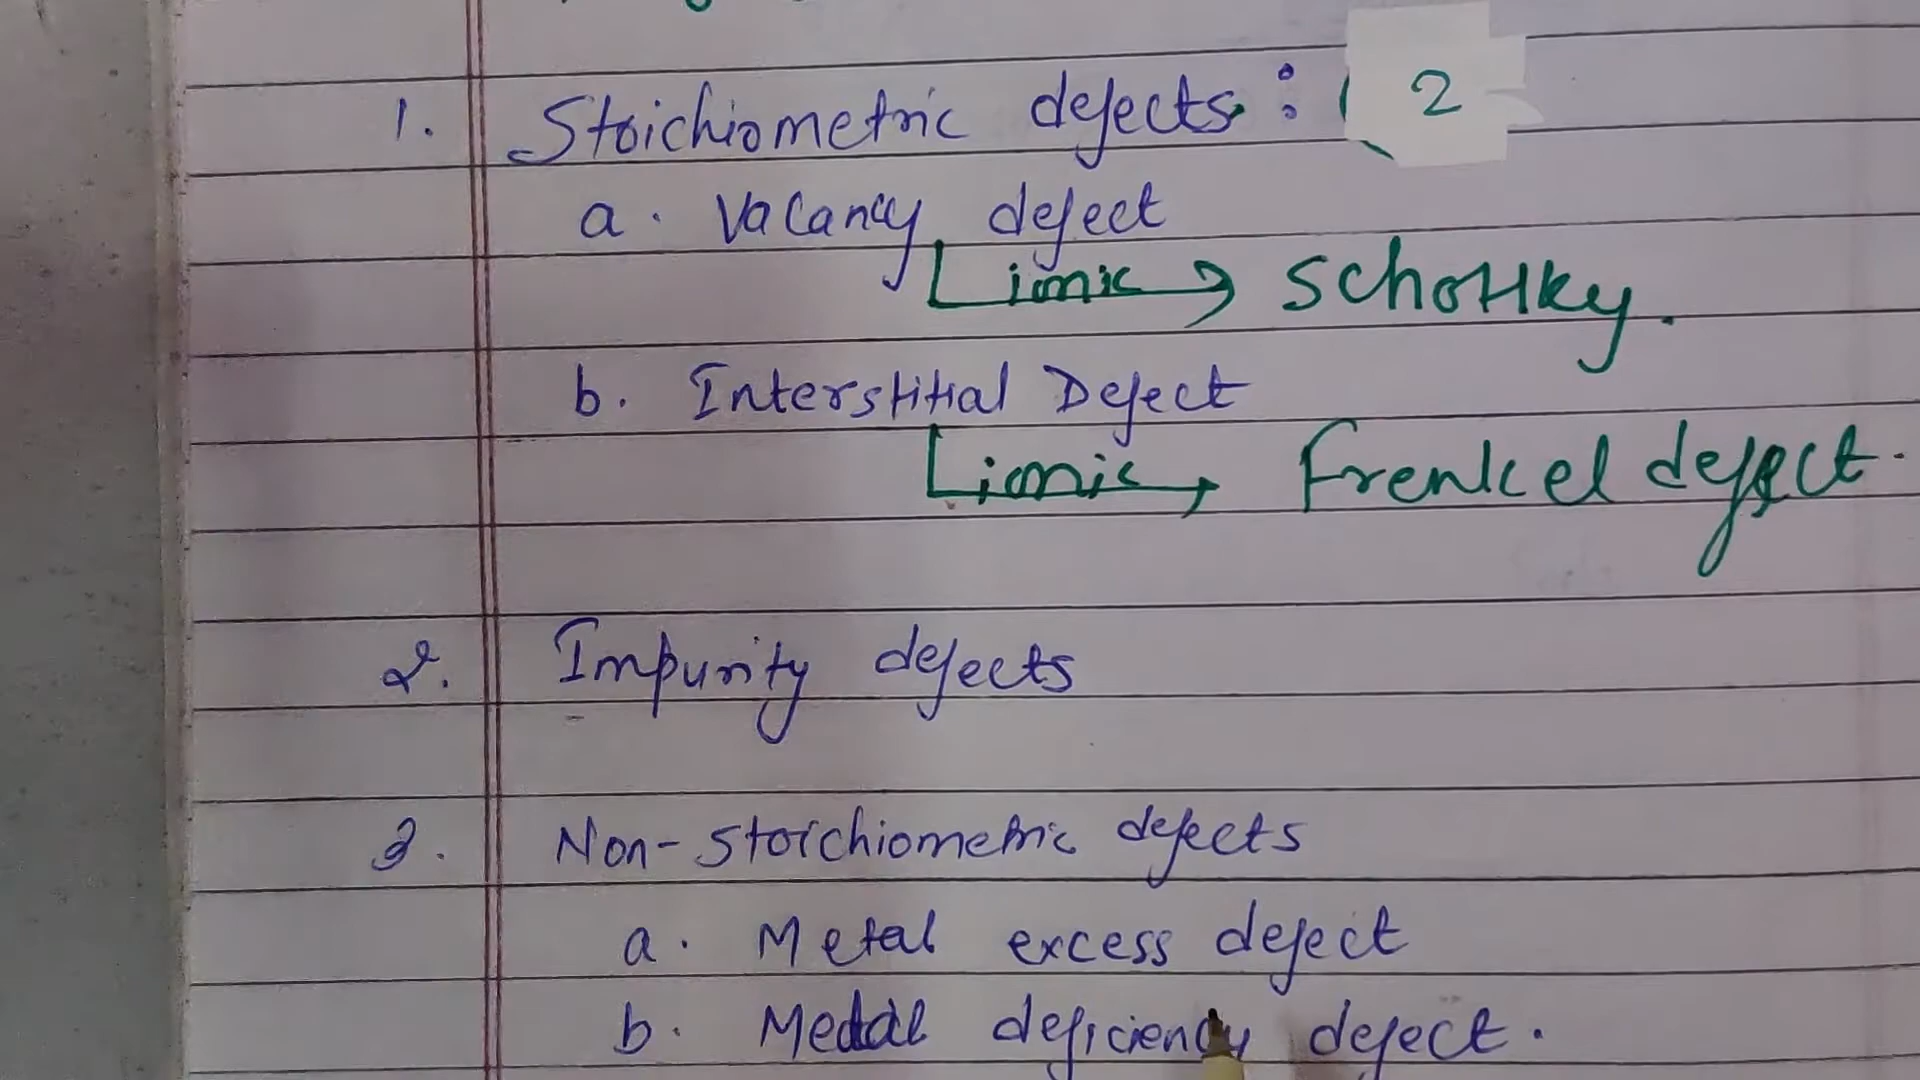 1. Stoichiometric defects : ( 2
a. Vacancy defect
ionic → Schottky.
b. Interstitial Defect
ionic → Frenkel defect.
2. Impurity defects
3. Non-stoichiometric defects
a. Metal excess defect
b. Metal deficiency defect.